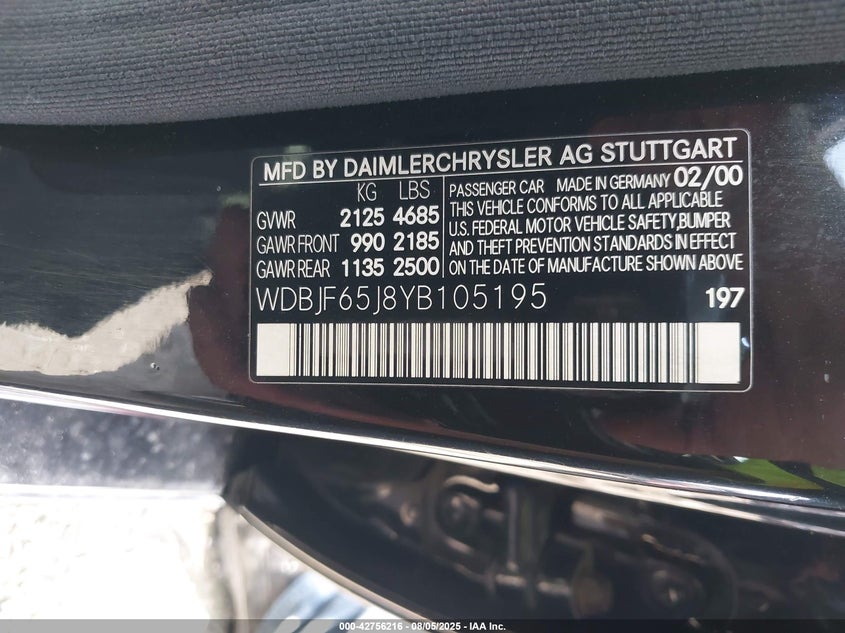 MFD BY DAIMLERCHRYSLER AG STUTTGART
KG LBS
GVWR 2125 4685
GAWR FRONT 990 2185
GAWR REAR 1135 2500
PASSENGER CAR MADE IN GERMANY 02/00
THIS VEHICLE CONFORMS TO ALL APPLICABLE
U.S. FEDERAL MOTOR VEHICLE SAFETY,BUMPER
AND THEFT PREVENTION STANDARDS IN EFFECT
ON THE DATE OF MANUFACTURE SHOWN ABOVE
WDBJF65J8YB105195 197
000-42756216 - 08/05/2025 - IAA Inc.